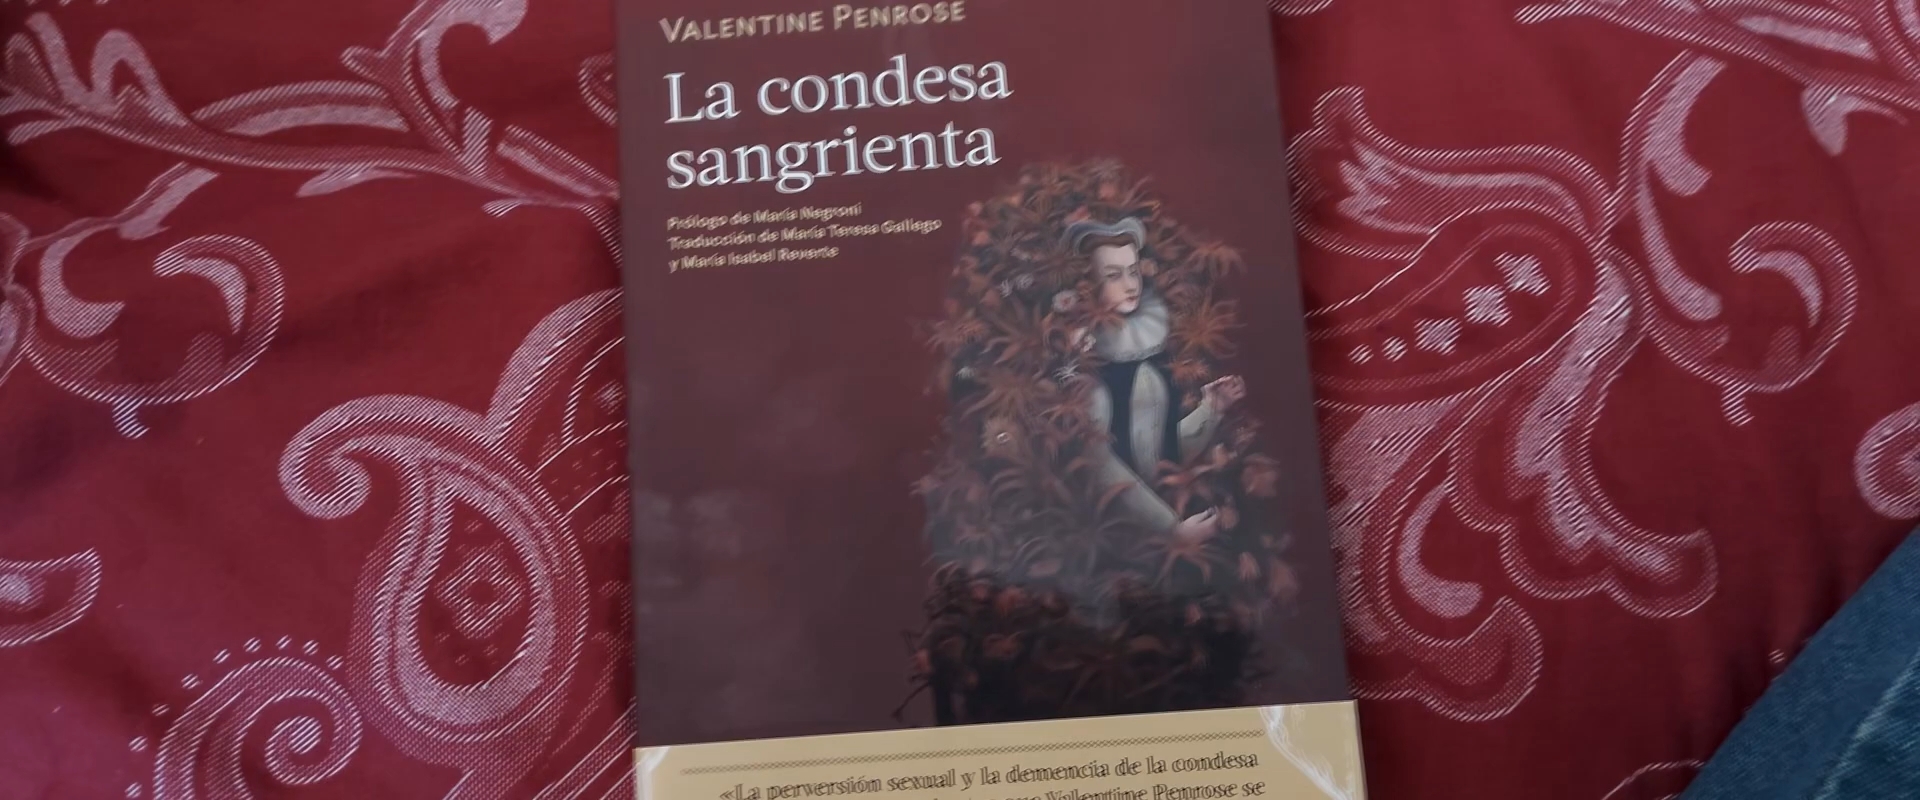 VALENTINE PENROSE
La condesa
sangrienta
Prólogo de María Negroni
Traducción de María Teresa Gallego
y María Isabel Reverte
«La perversión sexual y la demencia de la condesa
Valentine Penrose se